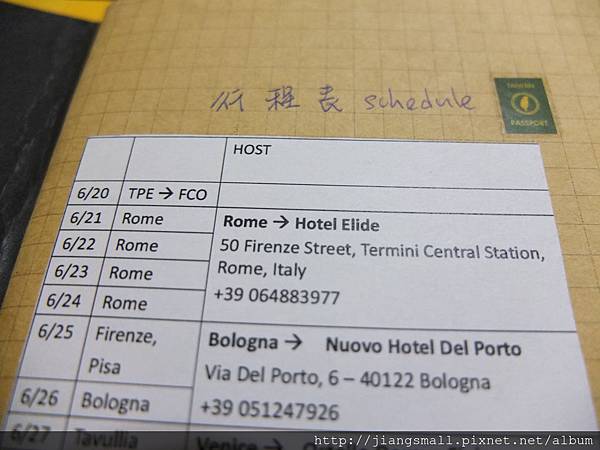 行程表 schedule
PASSPORT
HOST
6/20 TPE → FCO
6/21 Rome Rome → Hotel Elide
6/22 Rome 50 Firenze Street, Termini Central Station,
6/23 Rome Rome, Italy
6/24 Rome +39 064883977
6/25 Firenze, Bologna → Nuovo Hotel Del Porto
Pisa Via Del Porto, 6 – 40122 Bologna
6/26 Bologna +39 051247926
6/27 Tavullia Venice →
http://jiangsmall.pixnet.net/album